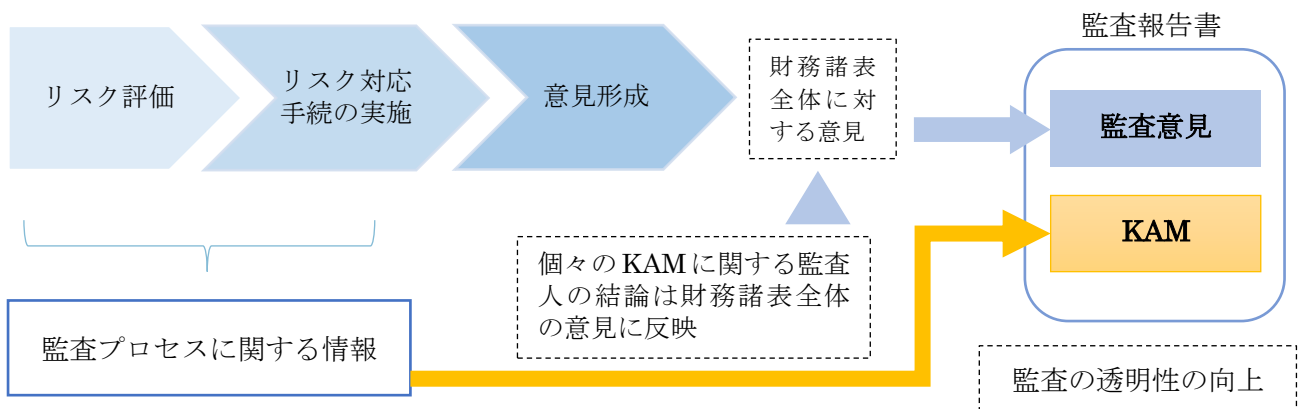 監査報告書
リスク評価
リスク対応
手続の実施
意見形成
財務諸表
全体に対
する意見
監査意見
KAM
個々のKAMに関する監査
人の結論は財務諸表全体
の意見に反映
監査プロセスに関する情報
監査の透明性の向上